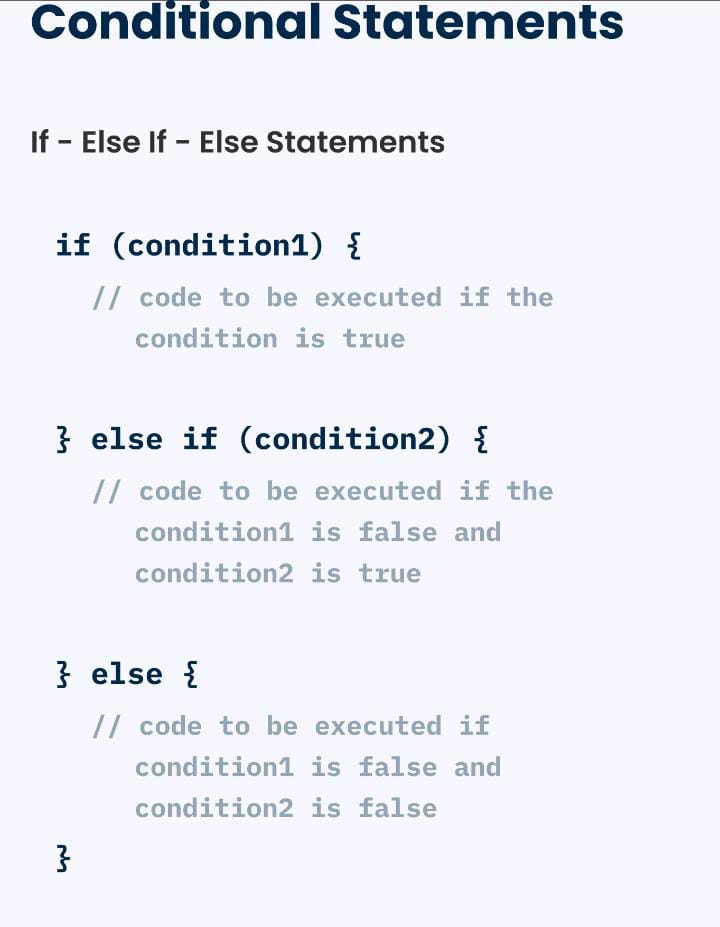 Conditional Statements
If - Else If - Else Statements
if (condition1) {
// code to be executed if the
condition is true
} else if (condition2) {
// code to be executed if the
condition1 is false and
condition2 is true
} else {
// code to be executed if
condition1 is false and
condition2 is false
}